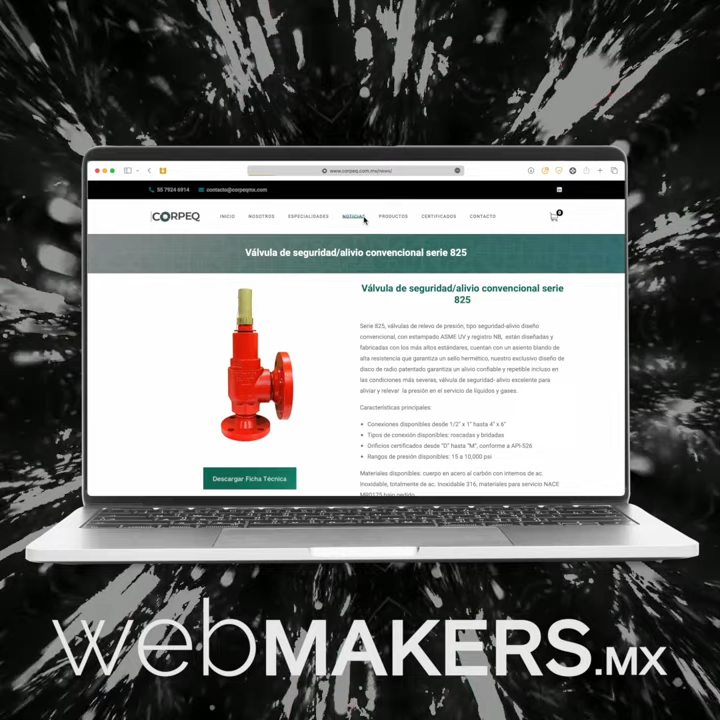 www.corpeq.com.mx/news/
55 7924 6914 contacto@corpeqmx.com
CORPEQ INICIO NOSOTROS ESPECIALIDADES NOTICIAS PRODUCTOS CERTIFICADOS CONTACTO 0
Válvula de seguridad/alivio convencional serie 825
Válvula de seguridad/alivio convencional serie
825
Serie 825, válvulas de relevo de presión, tipo seguridad-alivio diseño
convencional, con estampado ASME UV y registro NB, están diseñadas y
fabricadas con los más altos estándares, cuentan con un asiento blando de
alta resistencia que garantiza un sello hermético, nuestro exclusivo diseño de
disco de radio patentado garantiza un alivio confiable y repetible incluso en
las condiciones más severas, válvula de seguridad- alivio excelente para
aliviar y relevar la presión en el servicio de líquidos y gases.
Características principales:
Conexiones disponibles desde 1/2" x 1" hasta 4" x 6"
Tipos de conexión disponibles: roscadas y bridadas
Orificios certificados desde "D" hasta "M", conforme a API-526
Rangos de presión disponibles: 15 a 10,000 psi
Descargar Ficha Técnica
Materiales disponibles: cuerpo en acero al carbón con internos de ac.
Inoxidable, totalmente de ac. Inoxidable 316, materiales para servicio NACE
MR0175 bajo pedido
webMAKERS.MX